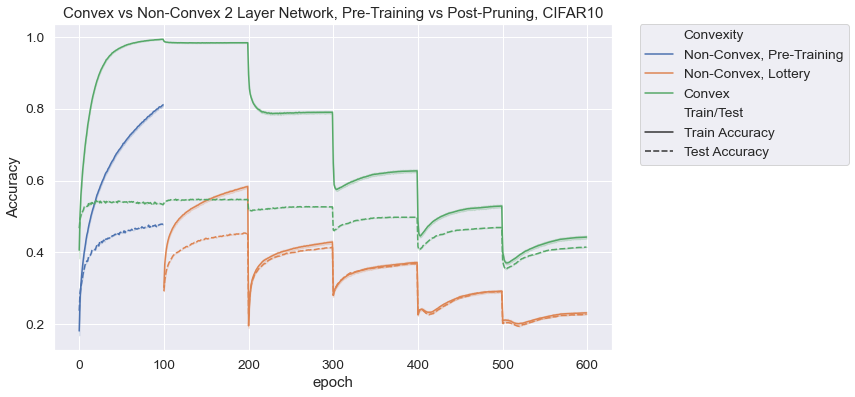 Convex vs Non-Convex 2 Layer Network, Pre-Training vs Post-Pruning, CIFAR10
Convexity
Non-Convex, Pre-Training
Non-Convex, Lottery
Convex
Train/Test
Train Accuracy
Test Accuracy
Accuracy
1.0
0.8
0.6
0.4
0.2
0 100 200 300 400 500 600
epoch